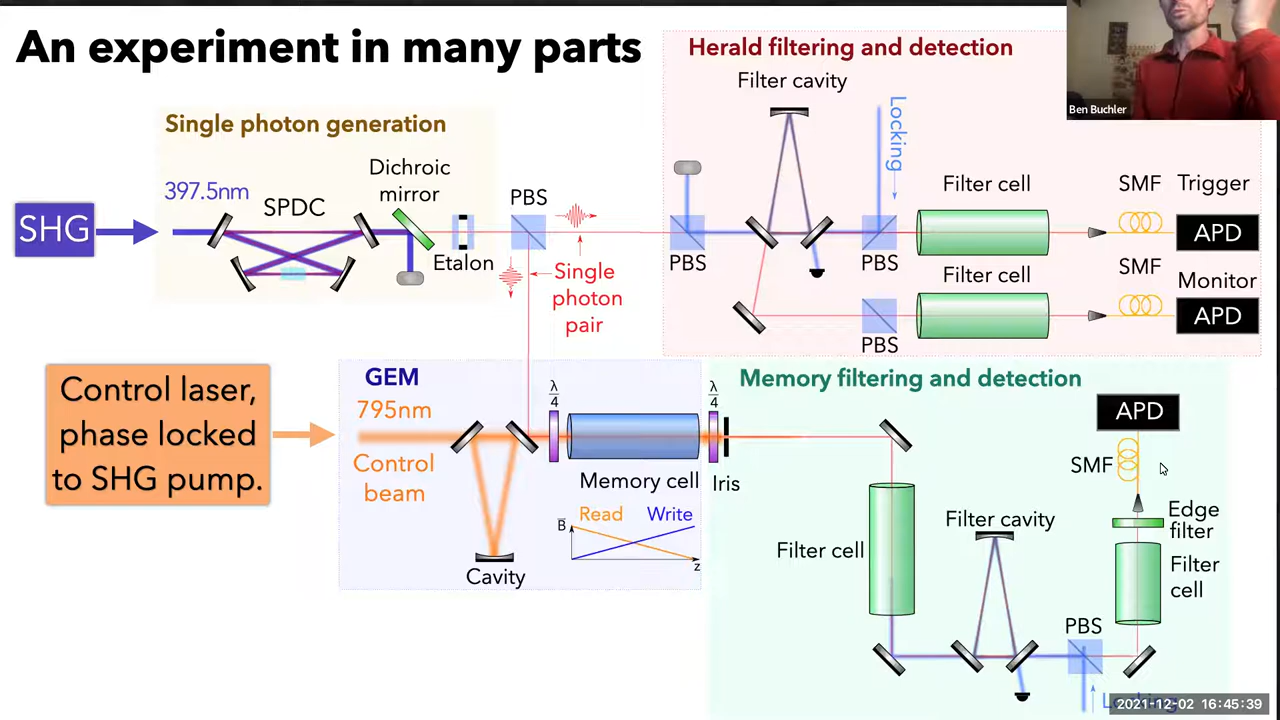 An experiment in many parts
Herald filtering and detection
Ben Buchler
Filter cavity
Locking
Single photon generation
397.5nm
SPDC
Dichroic
mirror
PBS
Filter cell
SMF
Trigger
SHG
APD
Etalon
PBS
PBS
Filter cell
SMF
Monitor
Single
photon
pair
APD
PBS
Control laser,
phase locked
to SHG pump.
GEM
795nm
Control
beam
λ
4
λ
4
Memory cell
Iris
B
Read
Write
z
Cavity
Memory filtering and detection
APD
SMF
Edge
filter
Filter cavity
Filter cell
Filter
cell
PBS
Locking
2021-12-02 16:45:39